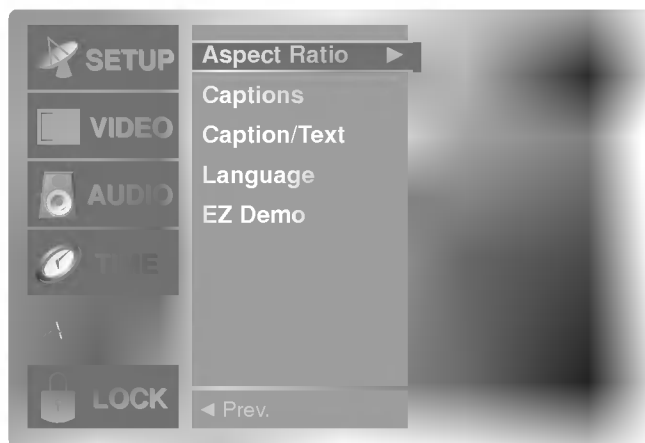 SETUP
VIDEO
AUDIO
TIME
LOCK
Aspect Ratio ►
Captions
Caption/Text
Language
EZ Demo
◄ Prev.